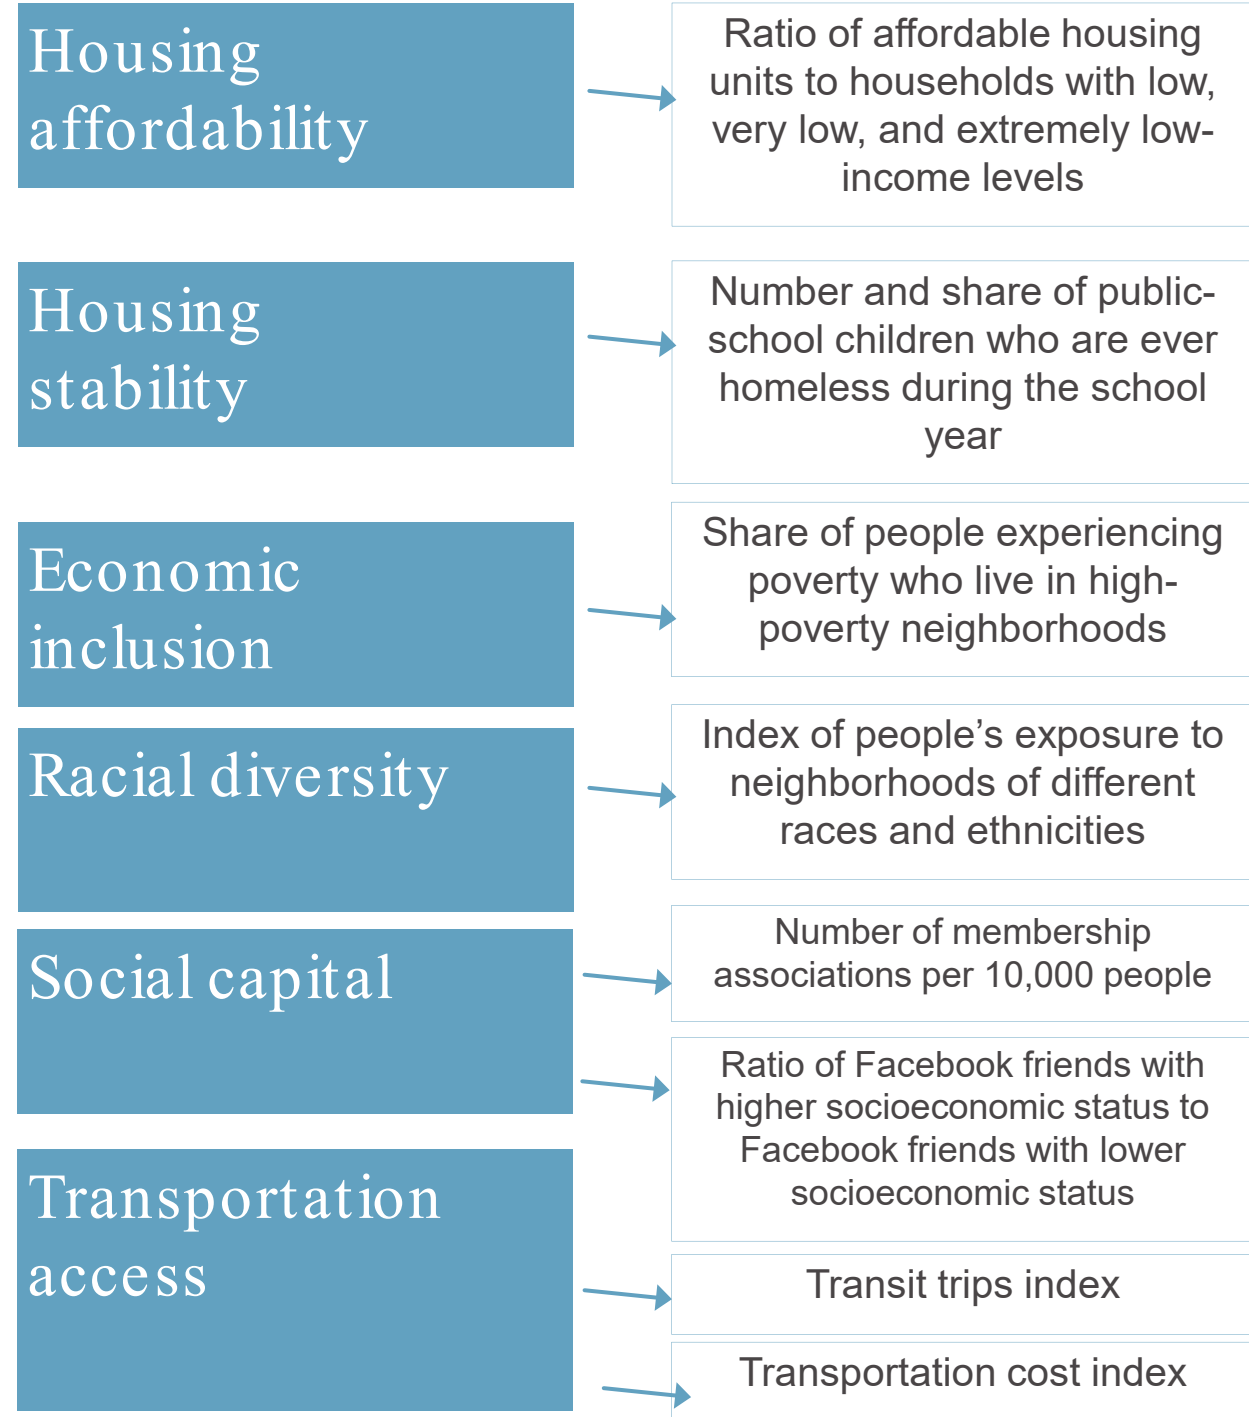 Housing
affordability
Ratio of affordable housing
units to households with low,
very low, and extremely low-
income levels
Housing
stability
Number and share of public-
school children who are ever
homeless during the school
year
Economic
inclusion
Share of people experiencing
poverty who live in high-
poverty neighborhoods
Racial diversity
Index of people’s exposure to
neighborhoods of different
races and ethnicities
Social capital
Number of membership
associations per 10,000 people
Ratio of Facebook friends with
higher socioeconomic status to
Facebook friends with lower
socioeconomic status
Transportation
access
Transit trips index
Transportation cost index